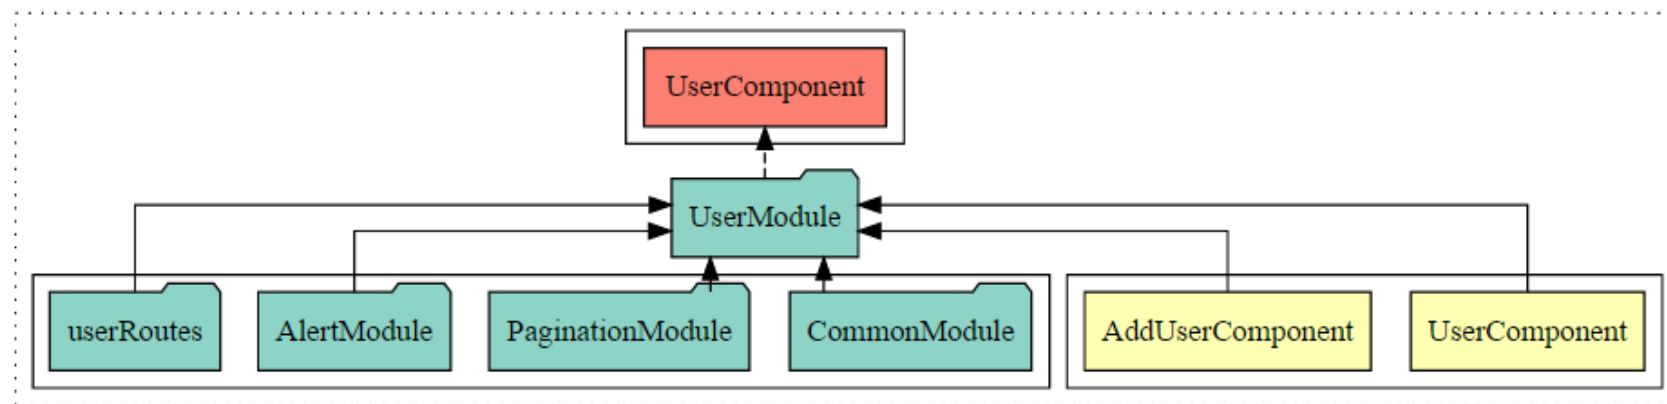 UserComponent
UserModule
userRoutes
AlertModule
PaginationModule
CommonModule
AddUserComponent
UserComponent